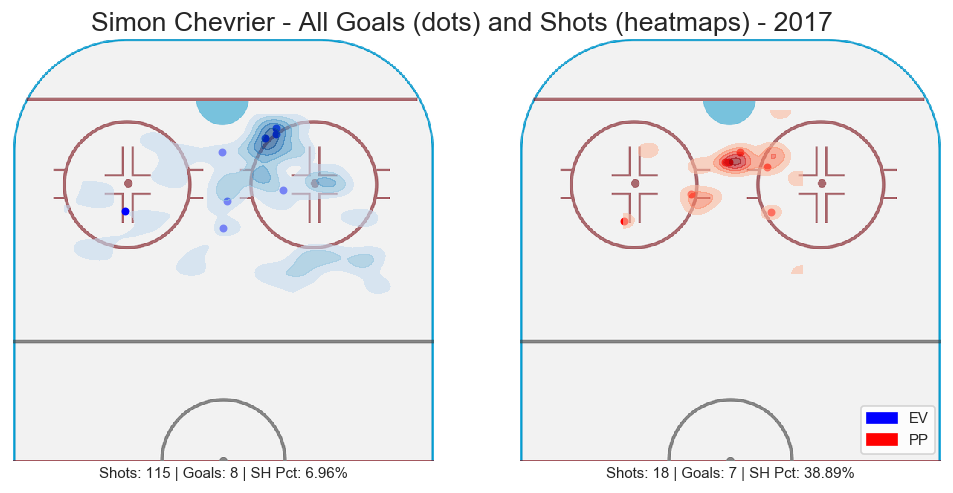 Simon Chevrier - All Goals (dots) and Shots (heatmaps) - 2017
EV
PP
Shots: 115 | Goals: 8 | SH Pct: 6.96%
Shots: 18 | Goals: 7 | SH Pct: 38.89%